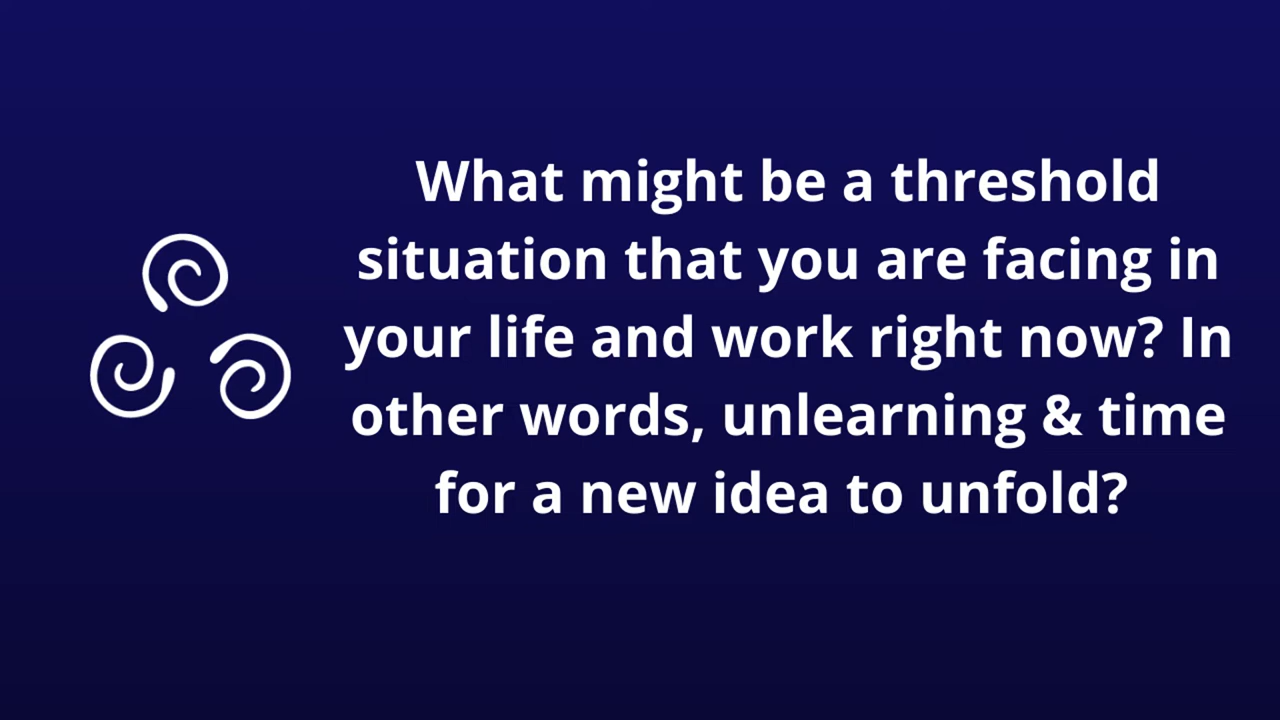 What might be a threshold
situation that you are facing in
your life and work right now? In
other words, unlearning & time
for a new idea to unfold?